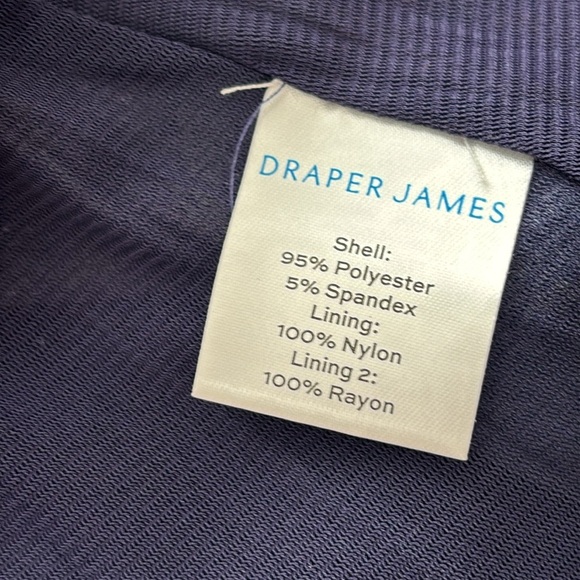 DRAPER JAMES
Shell:
95% Polyester
5% Spandex
Lining:
100% Nylon
Lining 2:
100% Rayon